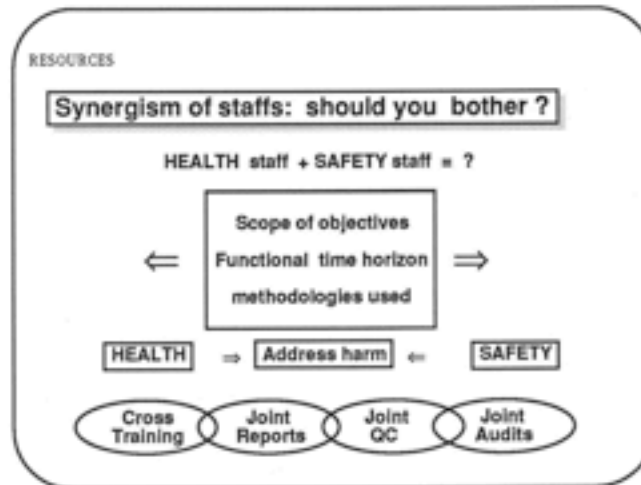 RESOURCES
Synergism of staffs: should you bother ?
HEALTH staff + SAFETY staff = ?
Scope of objectives
⇐ Functional time horizon ⇒
methodologies used
HEALTH ⇒ Address harm ⇐ SAFETY
Cross Training
Joint Reports
Joint QC
Joint Audits